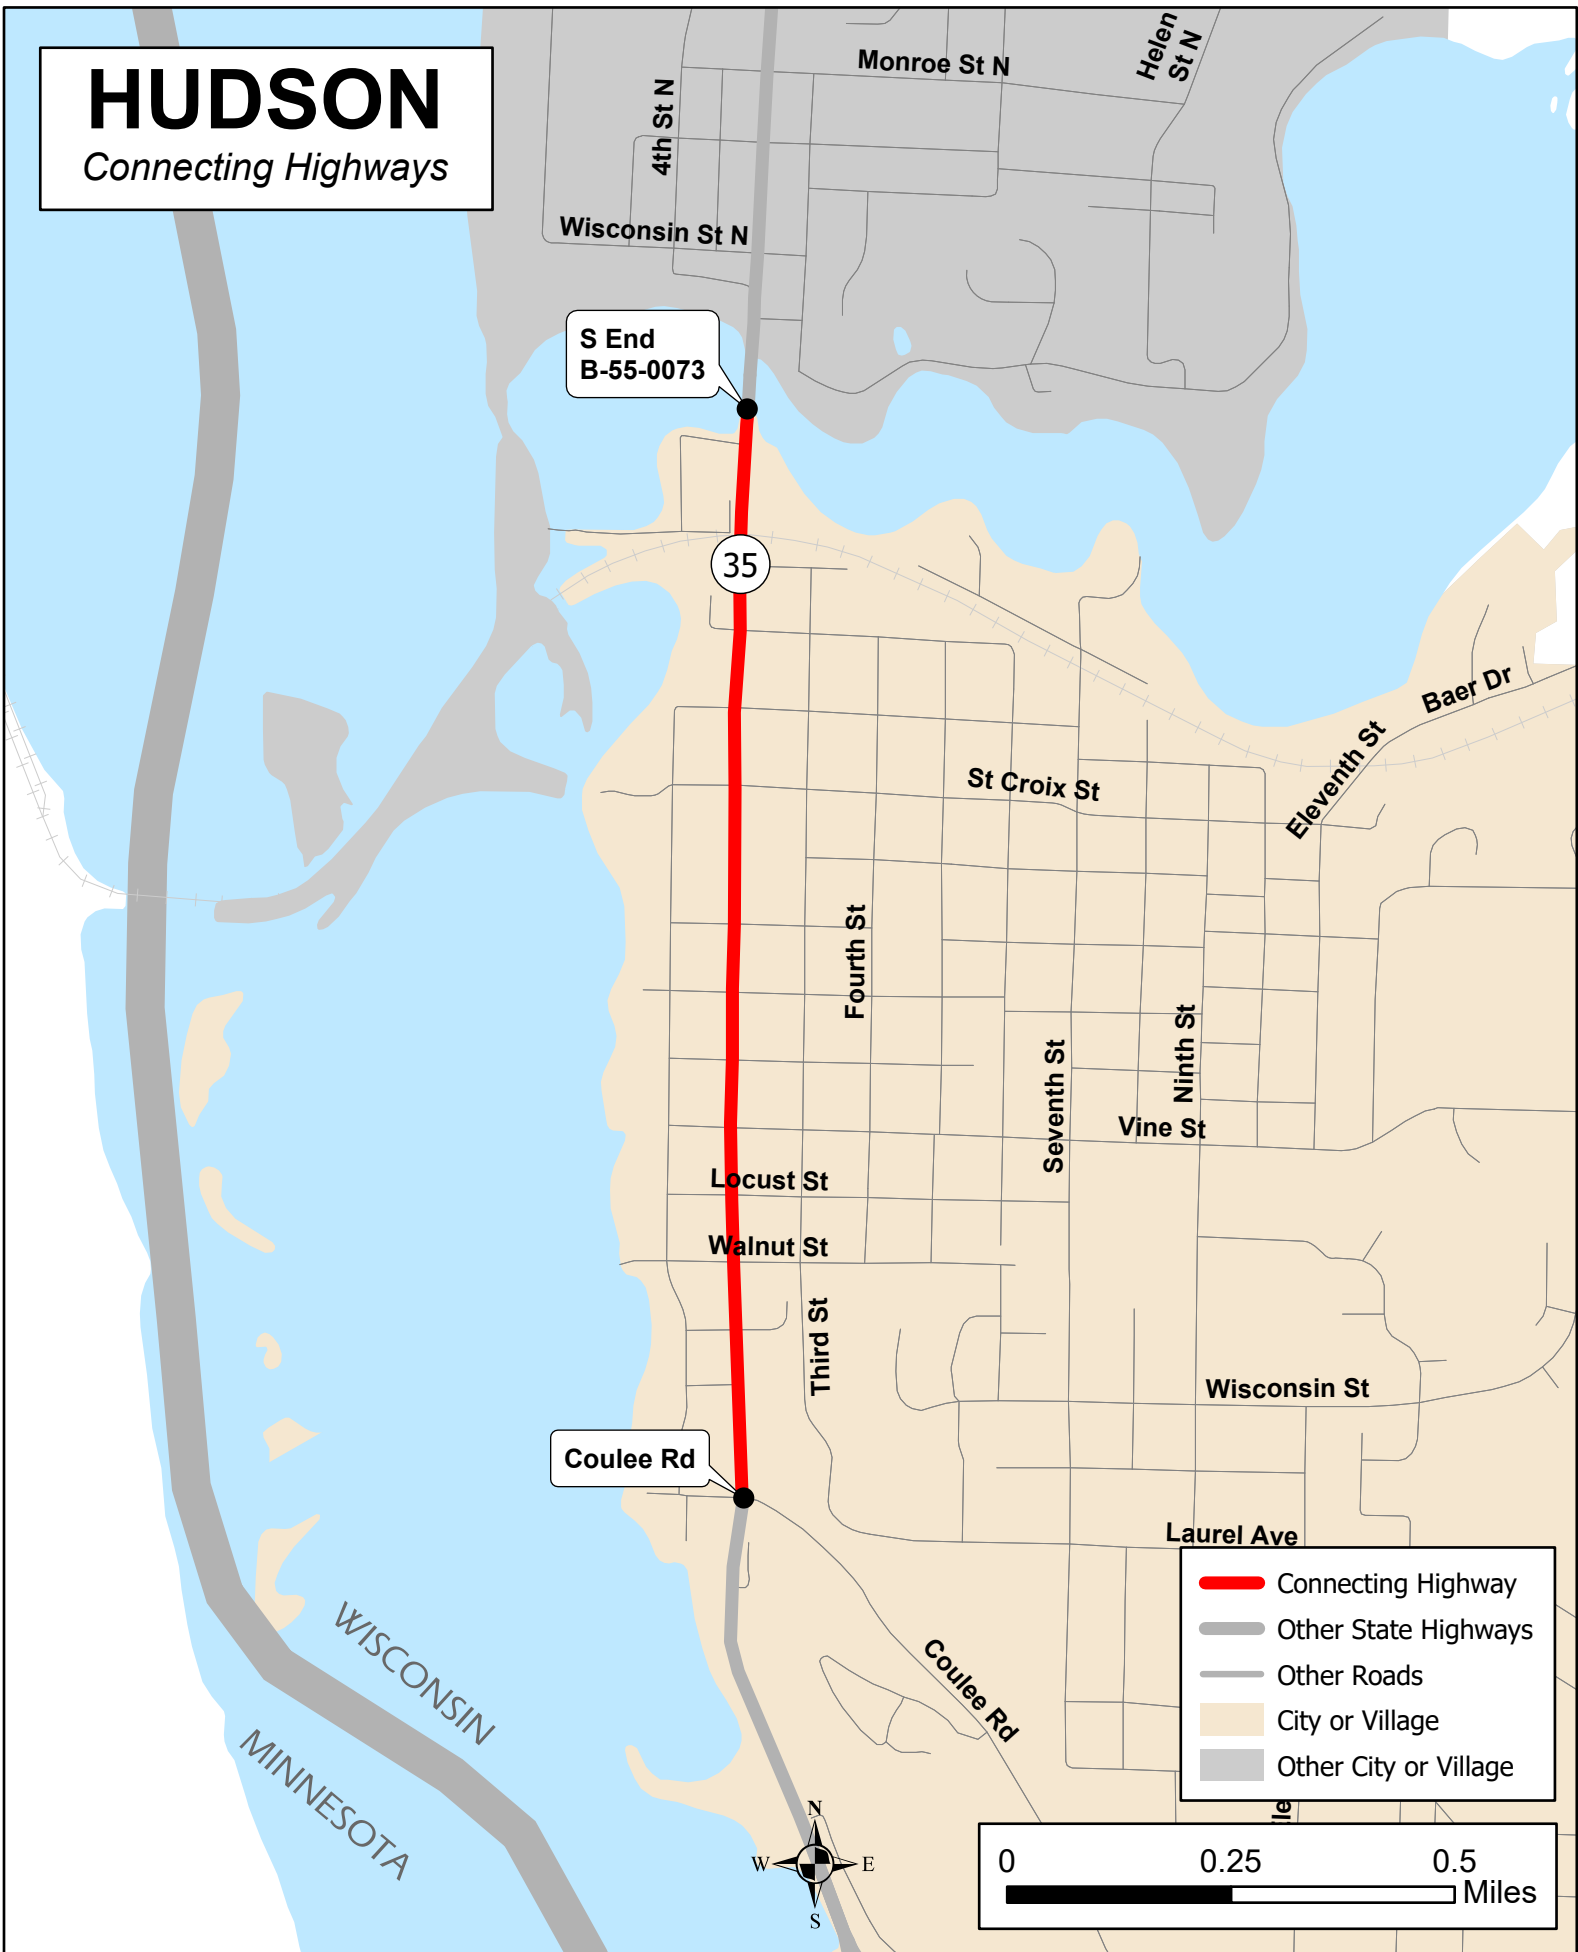 HUDSON
Connecting Highways
Helen
St N
Monroe St N
4th St N
Wisconsin St N
S End
B-55-0073
35
Baer Dr
Eleventh St
St Croix St
Fourth St
Ninth St
Seventh St
Vine St
Locust St
Walnut St
Third St
Wisconsin St
Coulee Rd
Laurel Ave
WISCONSIN
MINNESOTA
Coulee Rd
Connecting Highway
Other State Highways
Other Roads
City or Village
Other City or Village
N
W
E
S
0 0.25 0.5
Miles